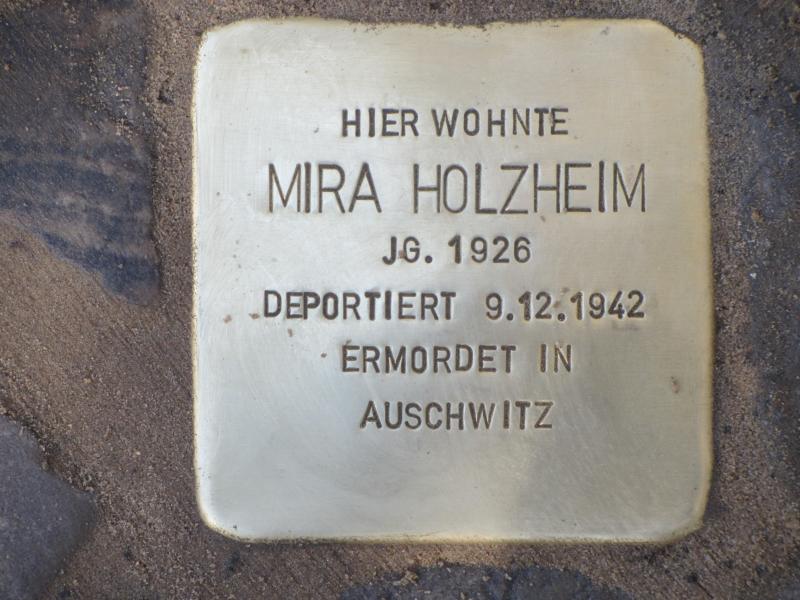 HIER WOHNTE
MIRA HOLZHEIM
JG. 1926
DEPORTIERT 9.12.1942
ERMORDET IN
AUSCHWITZ